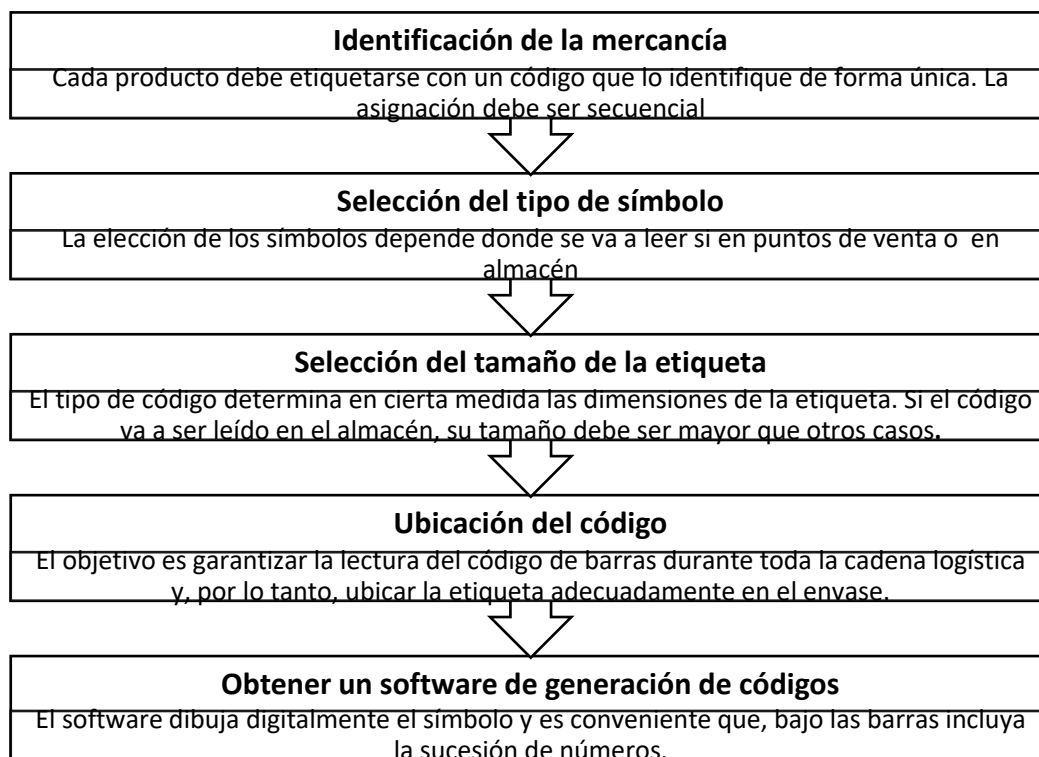 Identificación de la mercancía
Cada producto debe etiquetarse con un código que lo identifique de forma única. La
asignación debe ser secuencial
Selección del tipo de símbolo
La elección de los símbolos depende donde se va a leer si en puntos de venta o  en
almacén
Selección del tamaño de la etiqueta
El tipo de código determina en cierta medida las dimensiones de la etiqueta. Si el código
va a ser leído en el almacén, su tamaño debe ser mayor que otros casos.
Ubicación del código
El objetivo es garantizar la lectura del código de barras durante toda la cadena logística
y, por lo tanto, ubicar la etiqueta adecuadamente en el envase.
Obtener un software de generación de códigos
El software dibuja digitalmente el símbolo y es conveniente que, bajo las barras incluya
la sucesión de números.